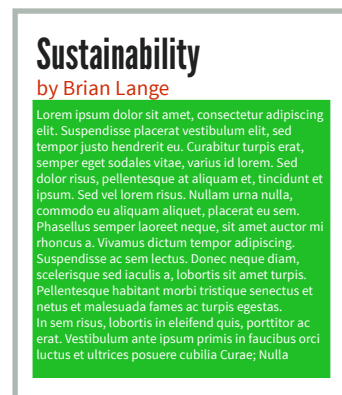 Sustainability
by Brian Lange
Lorem ipsum dolor sit amet, consectetur adipiscing
elit. Suspendisse placerat vestibulum elit, sed
tempor justo hendrerit eu. Curabitur turpis erat,
semper eget sodales vitae, varius id lorem. Sed
dolor risus, pellentesque at aliquam et, tincidunt et
ipsum. Sed vel lorem risus. Nullam urna nulla,
commodo eu aliquam aliquet, placerat eu sem.
Phasellus semper laoreet neque, sit amet auctor mi
rhoncus a. Vivamus dictum tempor adipiscing.
Suspendisse ac sem lectus. Donec neque diam,
scelerisque sed iaculis a, lobortis sit amet turpis.
Pellentesque habitant morbi tristique senectus et
netus et malesuada fames ac turpis egestas.
In sem risus, lobortis in eleifend quis, porttitor ac
erat. Vestibulum ante ipsum primis in faucibus orci
luctus et ultrices posuere cubilia Curae; Nulla